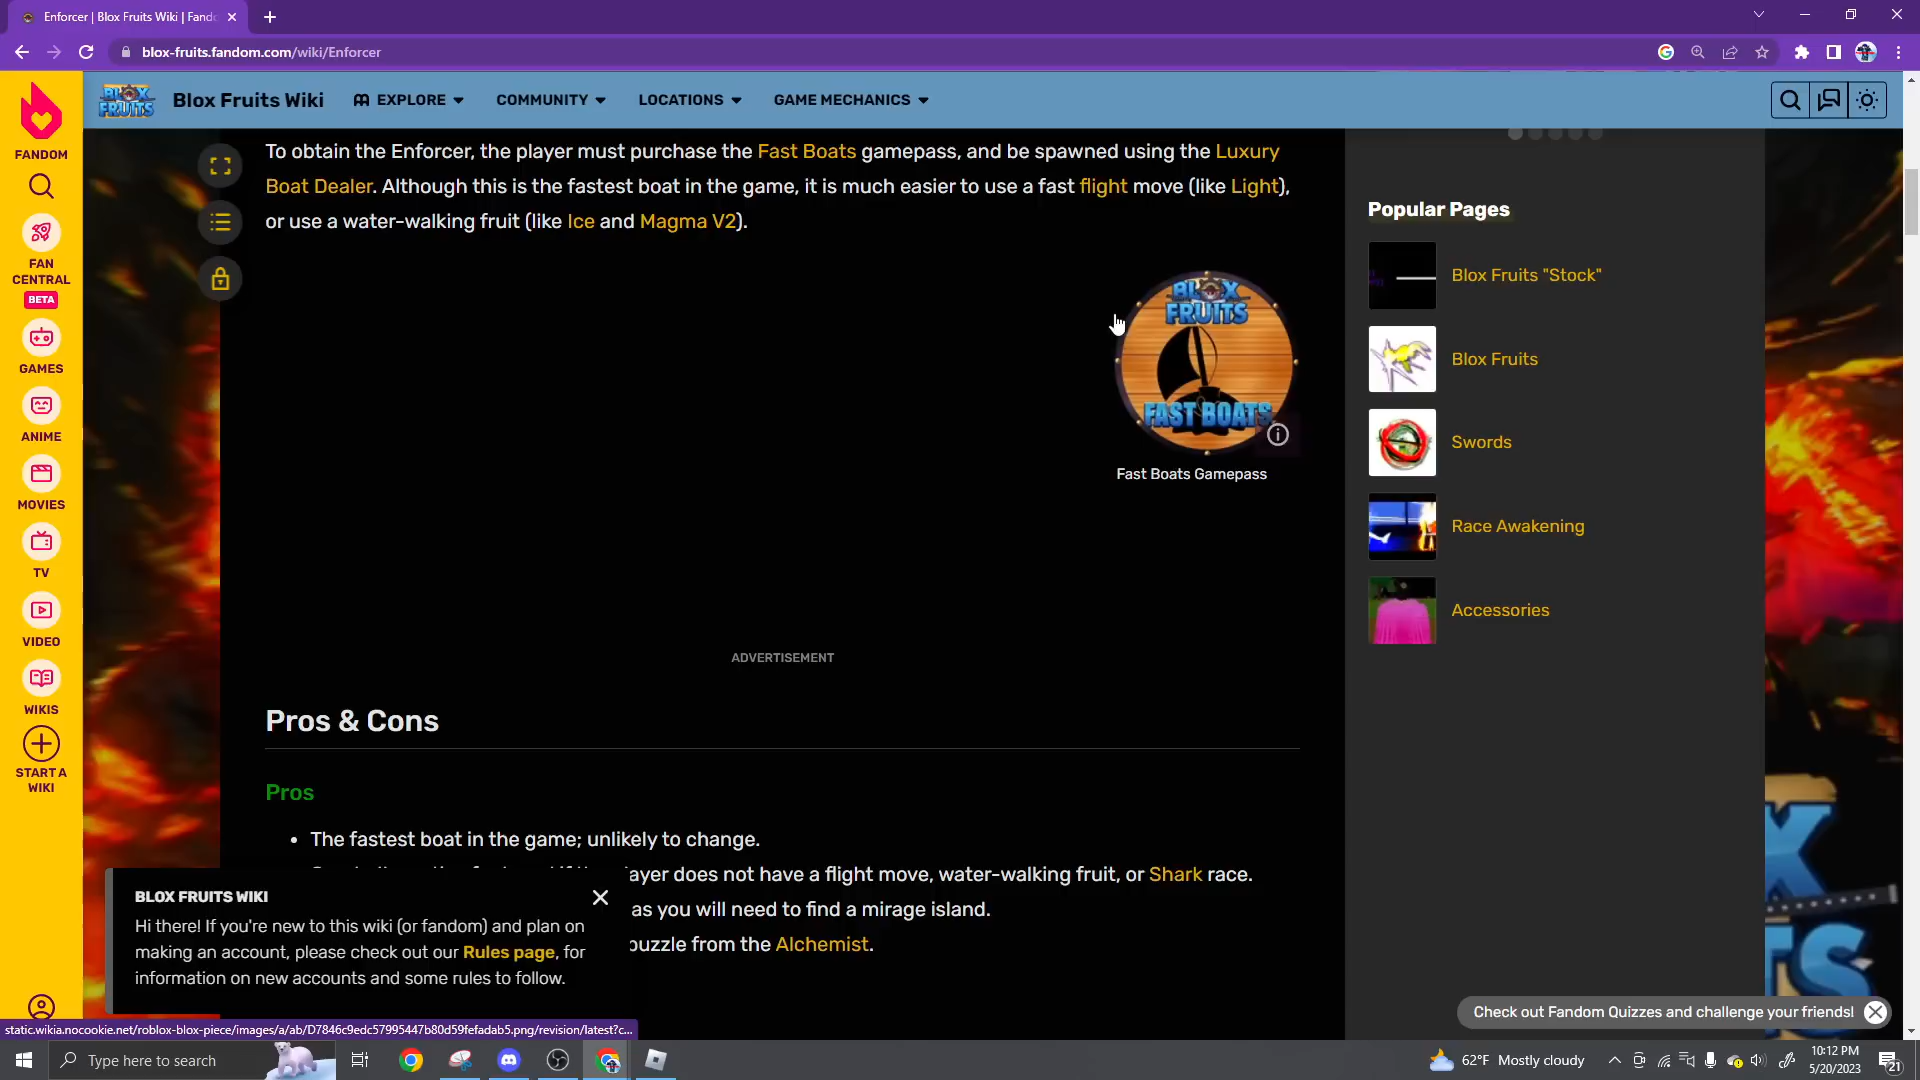 Enforcer | Blox Fruits Wiki | Fand
blox-fruits.fandom.com/wiki/Enforcer
BLOX FRUITS
Blox Fruits Wiki
EXPLORE
COMMUNITY
LOCATIONS
GAME MECHANICS
FANDOM
FAN CENTRAL
BETA
GAMES
ANIME
MOVIES
TV
VIDEO
WIKIS
START A WIKI
To obtain the Enforcer, the player must purchase the Fast Boats gamepass, and be spawned using the Luxury
Boat Dealer. Although this is the fastest boat in the game, it is much easier to use a fast flight move (like Light),
or use a water-walking fruit (like Ice and Magma V2).
BLOX
FRUITS
FAST BOATS
Fast Boats Gamepass
ADVERTISEMENT
Pros & Cons
Pros
• The fastest boat in the game; unlikely to change.
ayer does not have a flight move, water-walking fruit, or Shark race.
as you will need to find a mirage island.
puzzle from the Alchemist.
Popular Pages
Blox Fruits "Stock"
Blox Fruits
Swords
Race Awakening
Accessories
BLOX FRUITS WIKI
Hi there! If you're new to this wiki (or fandom) and plan on
making an account, please check out our Rules page, for
information on new accounts and some rules to follow.
Check out Fandom Quizzes and challenge your friends!
static.wikia.nocookie.net/roblox-blox-piece/images/a/ab/D7846c9edc57995447b80d59fefadab5.png/revision/latest?c...
Type here to search
62°F Mostly cloudy
10:12 PM
5/20/2023
21